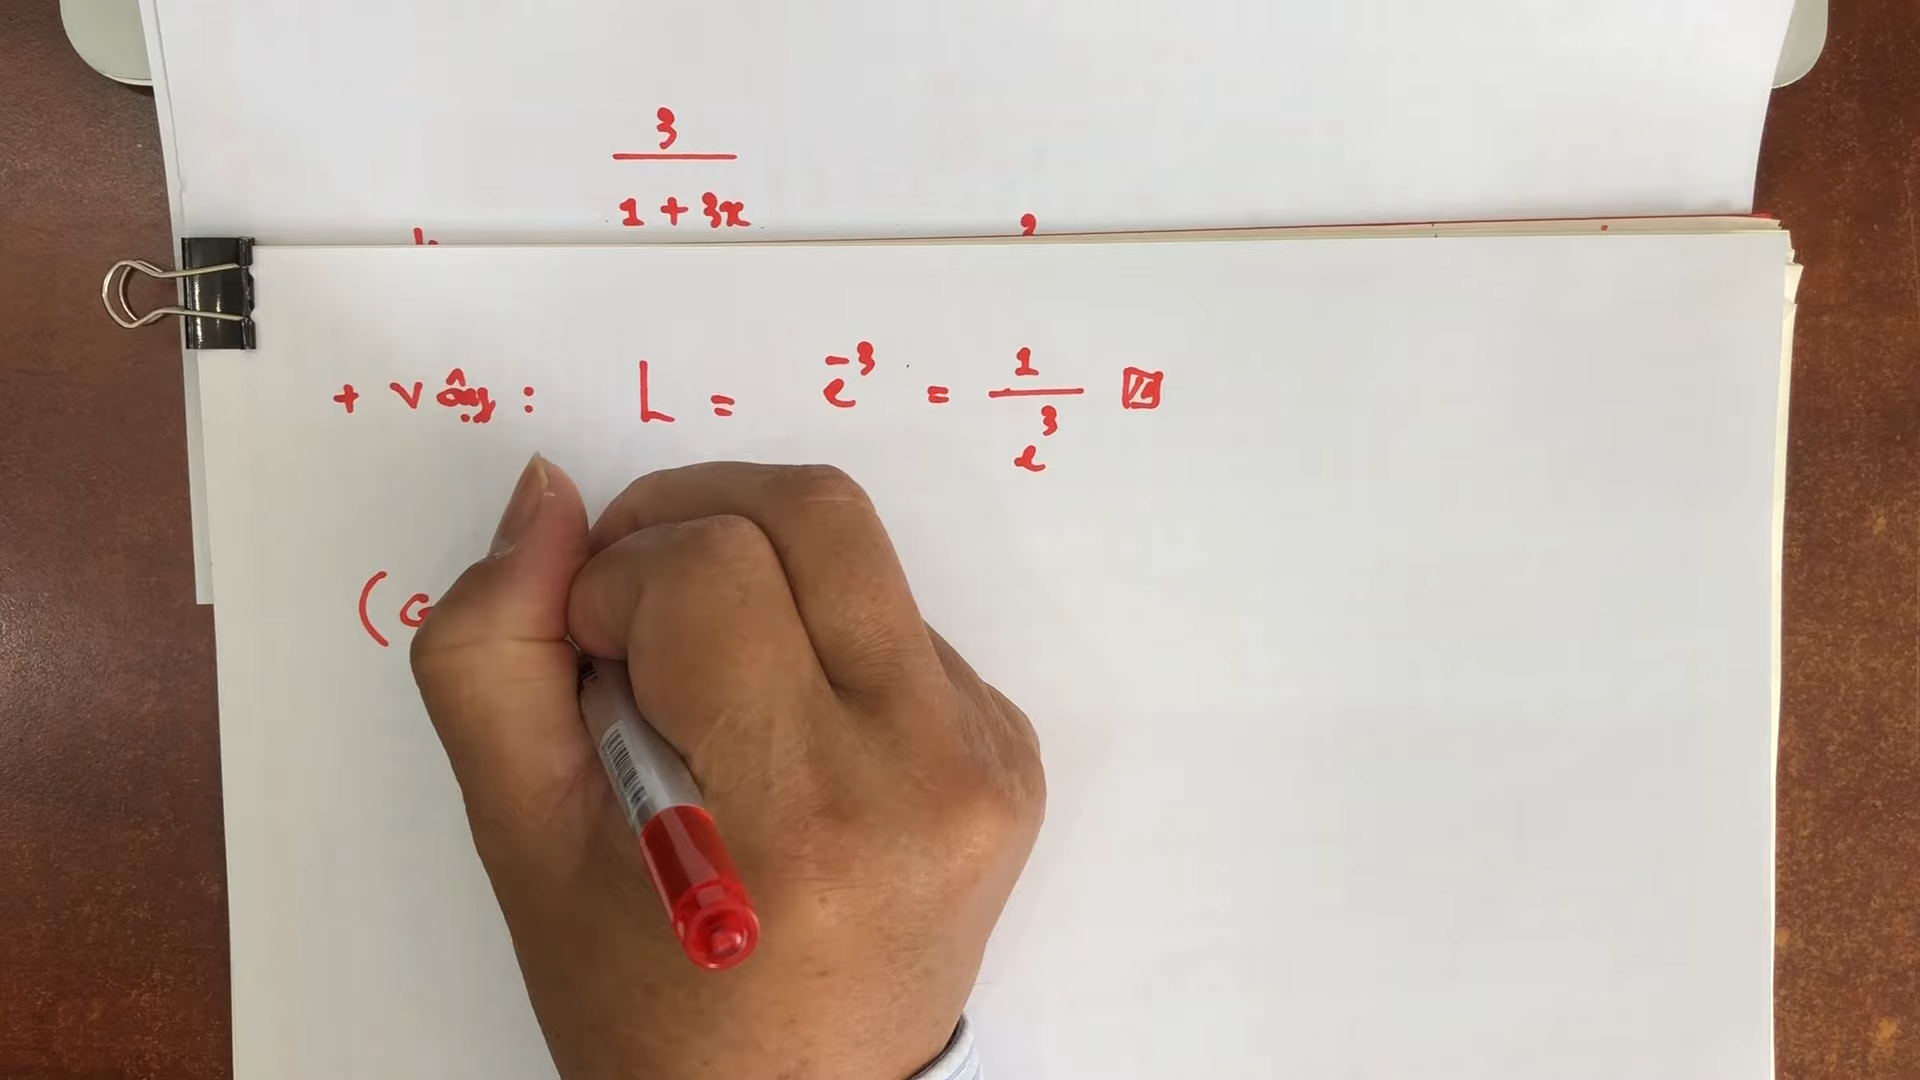 3
1 + 3x
+ Vậy : L = e^-3 = 1/e^3
(